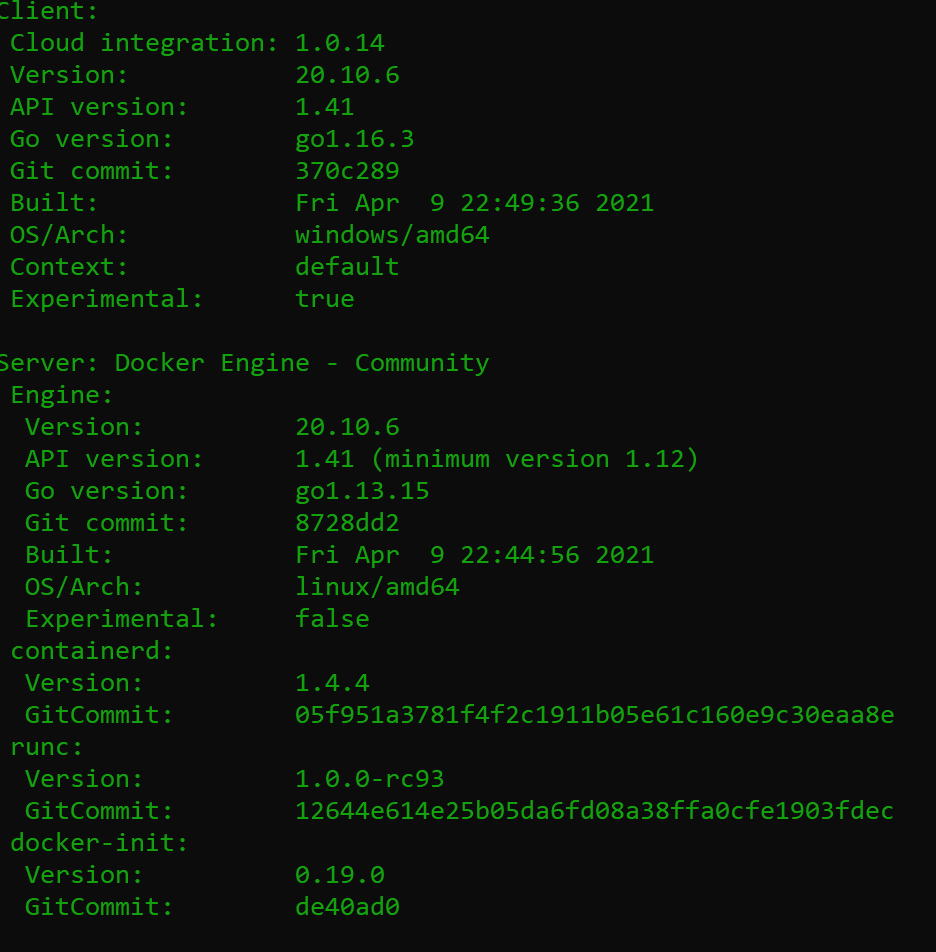 Client:
 Cloud integration: 1.0.14
 Version:           20.10.6
 API version:       1.41
 Go version:        go1.16.3
 Git commit:        370c289
 Built:             Fri Apr  9 22:49:36 2021
 OS/Arch:           windows/amd64
 Context:           default
 Experimental:      true

Server: Docker Engine - Community
 Engine:
  Version:          20.10.6
  API version:      1.41 (minimum version 1.12)
  Go version:       go1.13.15
  Git commit:       8728dd2
  Built:            Fri Apr  9 22:44:56 2021
  OS/Arch:          linux/amd64
  Experimental:     false
 containerd:
  Version:          1.4.4
  GitCommit:        05f951a3781f4f2c1911b05e61c160e9c30eaa8e
 runc:
  Version:          1.0.0-rc93
  GitCommit:        12644e614e25b05da6fd08a38ffa0cfe1903fdec
 docker-init:
  Version:          0.19.0
  GitCommit:        de40ad0